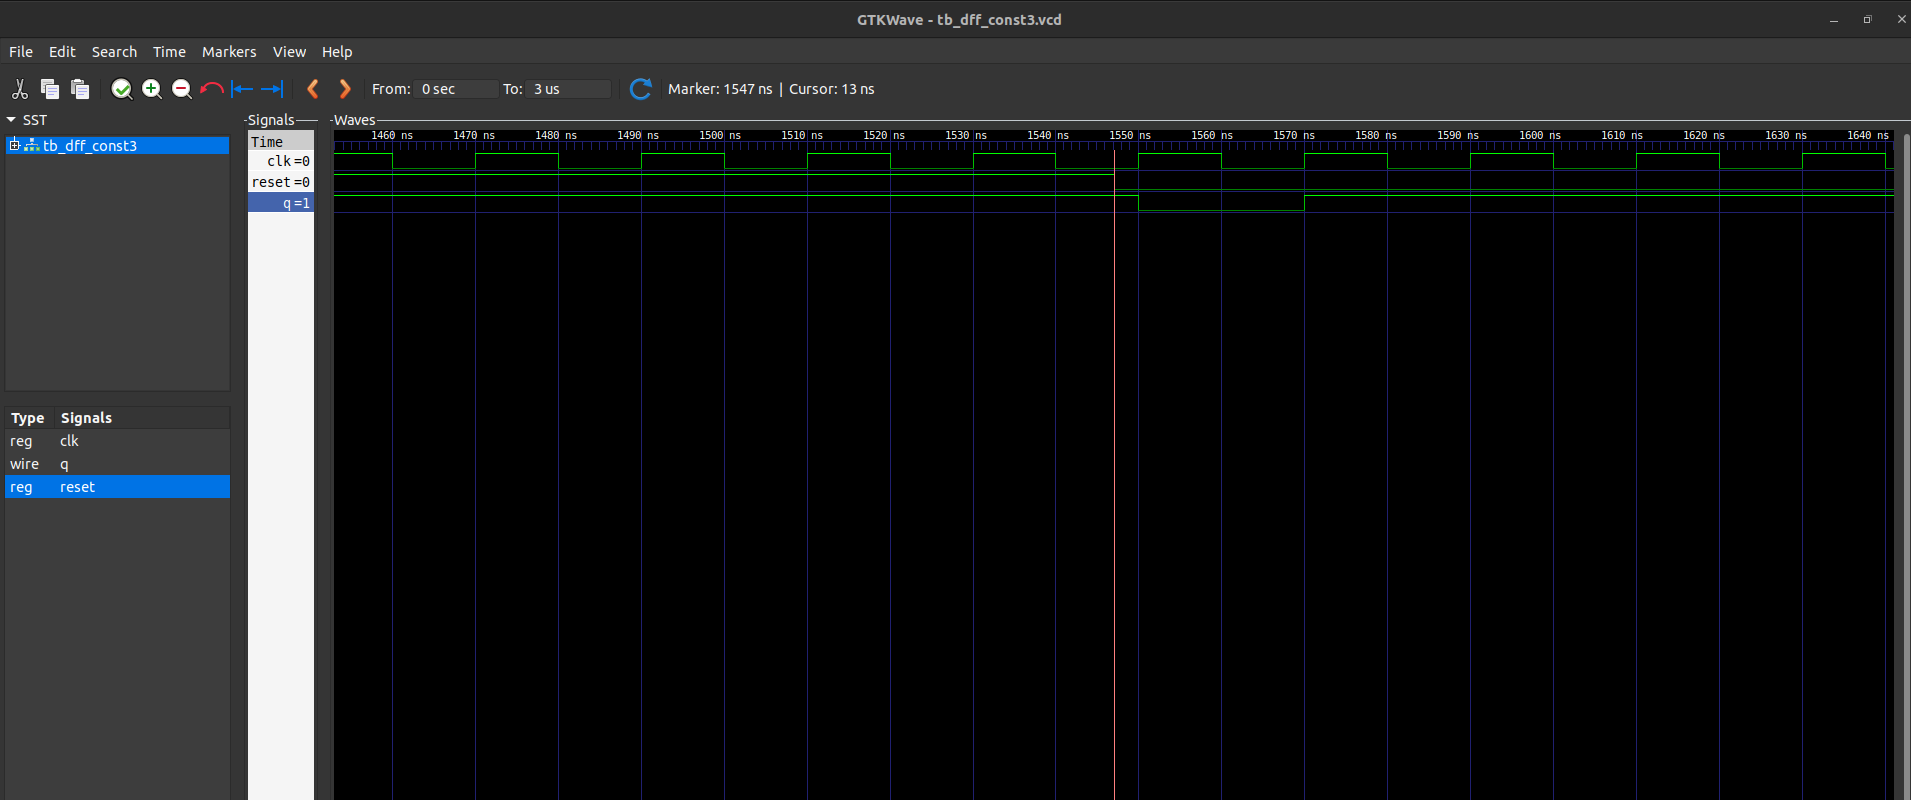 GTKWave - tb_dff_const3.vcd
File Edit Search Time Markers View Help
From: 0 sec To: 3 us Marker: 1547 ns | Cursor: 13 ns
SST
tb_dff_const3
Type Signals
reg clk
wire q
reg reset
Signals
Time
clk=0
reset=0
q=1
Waves
1460 ns 1470 ns 1480 ns 1490 ns 1500 ns 1510 ns 1520 ns 1530 ns 1540 ns 1550 ns 1560 ns 1570 ns 1580 ns 1590 ns 1600 ns 1610 ns 1620 ns 1630 ns 1640 ns